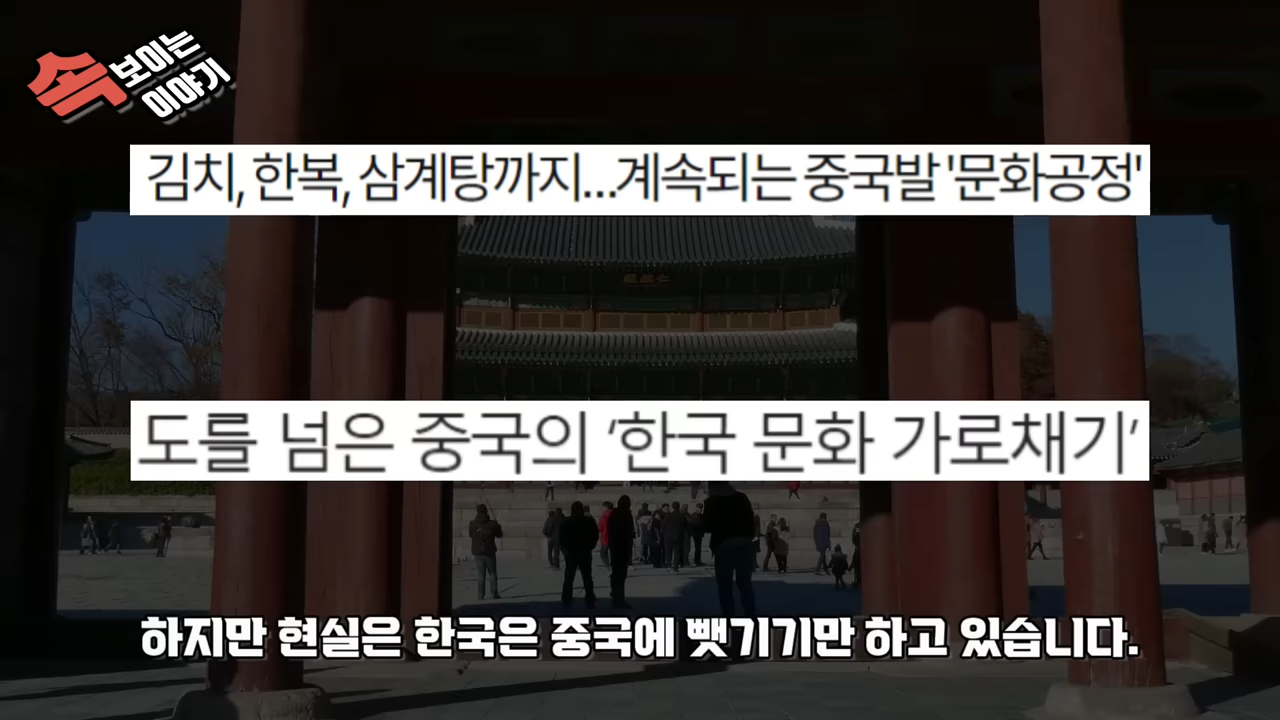 속 보이는
이야기
김치, 한복, 삼계탕까지...계속되는 중국발 '문화공정'
도를 넘은 중국의 '한국 문화 가로채기'
하지만 현실은 한국은 중국에 뺏기기만 하고 있습니다.